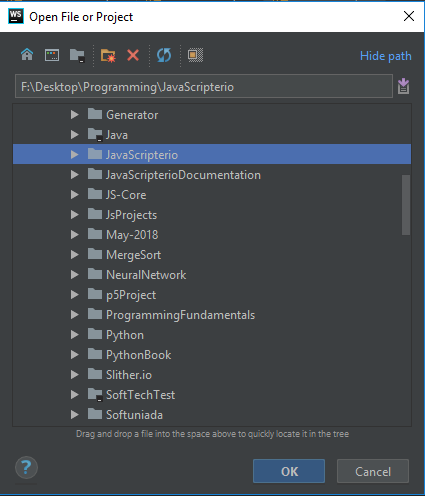 WS Open File or Project
Hide path
F:\Desktop\Programming\JavaScripterio
Generator
Java
JavaScripterio
JavaScripterioDocumentation
JS-Core
JsProjects
May-2018
MergeSort
NeuralNetwork
p5Project
ProgrammingFundamentals
Python
PythonBook
Slither.io
SoftTechTest
Softuniada
Drag and drop a file into the space above to quickly locate it in the tree
? OK Cancel